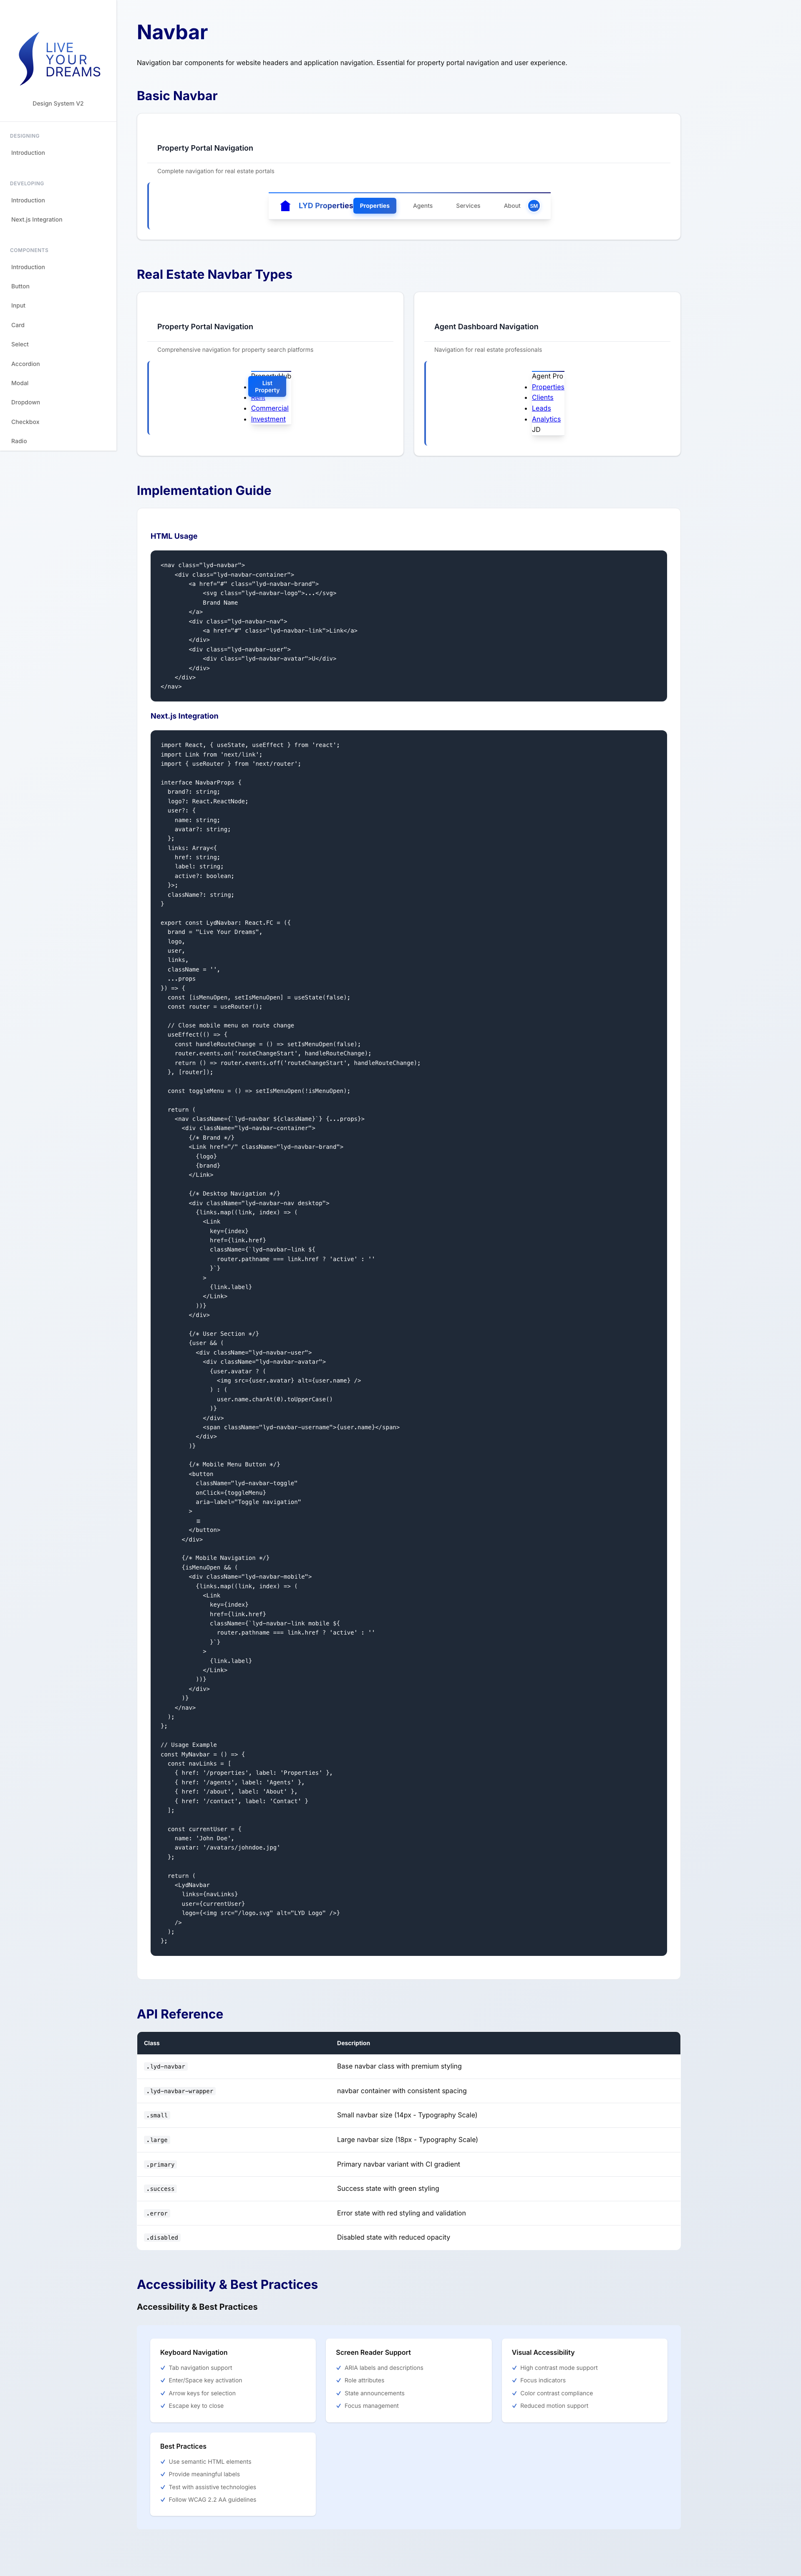 LIVE
YOUR
DREAMS
Design System V2
DESIGNING
Introduction
DEVELOPING
Introduction
Next.js Integration
COMPONENTS
Introduction
Button
Input
Card
Select
Accordion
Modal
Dropdown
Checkbox
Radio
Navbar
Navigation bar components for website headers and application navigation. Essential for property portal navigation and user experience.
Basic Navbar
Property Portal Navigation
Complete navigation for real estate portals
LYD Properties Properties Agents Services About SM
Real Estate Navbar Types
Property Portal Navigation
Comprehensive navigation for property search platforms
List
Property
Commercial
Investment
Agent Dashboard Navigation
Navigation for real estate professionals
Agent Pro
Properties
Clients
Leads
Analytics
JD
Implementation Guide
HTML Usage
<nav class="lyd-navbar">
    <div class="lyd-navbar-container">
        <a href="#" class="lyd-navbar-brand">
            <svg class="lyd-navbar-logo">...</svg>
            Brand Name
        </a>
        <div class="lyd-navbar-nav">
            <a href="#" class="lyd-navbar-link">Link</a>
        </div>
        <div class="lyd-navbar-user">
            <div class="lyd-navbar-avatar">U</div>
        </div>
    </div>
</nav>
Next.js Integration
import React, { useState, useEffect } from 'react';
import Link from 'next/link';
import { useRouter } from 'next/router';
interface NavbarProps {
  brand?: string;
  logo?: React.ReactNode;
  user?: {
    name: string;
    avatar?: string;
  };
  links: Array<{
    href: string;
    label: string;
    active?: boolean;
  }>;
  className?: string;
}
export const LydNavbar: React.FC = ({
  brand = "Live Your Dreams",
  logo,
  user,
  links,
  className = '',
  ...props
}) => {
  const [isMenuOpen, setIsMenuOpen] = useState(false);
  const router = useRouter();
  // Close mobile menu on route change
  useEffect(() => {
    const handleRouteChange = () => setIsMenuOpen(false);
    router.events.on('routeChangeStart', handleRouteChange);
    return () => router.events.off('routeChangeStart', handleRouteChange);
  }, [router]);
  const toggleMenu = () => setIsMenuOpen(!isMenuOpen);
  return (
    <nav className={`lyd-navbar ${className}`} {...props}>
      <div className="lyd-navbar-container">
        {/* Brand */}
        <Link href="/" className="lyd-navbar-brand">
          {logo}
          {brand}
        </Link>
        {/* Desktop Navigation */}
        <div className="lyd-navbar-nav desktop">
          {links.map((link, index) => (
            <Link
              key={index}
              href={link.href}
              className={`lyd-navbar-link ${
                router.pathname === link.href ? 'active' : ''
              }`}
            >
              {link.label}
            </Link>
          ))}
        </div>
        {/* User Section */}
        {user && (
          <div className="lyd-navbar-user">
            <div className="lyd-navbar-avatar">
              {user.avatar ? (
                <img src={user.avatar} alt={user.name} />
              ) : (
                user.name.charAt(0).toUpperCase()
              )}
            </div>
            <span className="lyd-navbar-username">{user.name}</span>
          </div>
        )}
        {/* Mobile Menu Button */}
        <button
          className="lyd-navbar-toggle"
          onClick={toggleMenu}
          aria-label="Toggle navigation"
        >
          ≡
        </button>
      </div>
      {/* Mobile Navigation */}
      {isMenuOpen && (
        <div className="lyd-navbar-mobile">
          {links.map((link, index) => (
            <Link
              key={index}
              href={link.href}
              className={`lyd-navbar-link mobile ${
                router.pathname === link.href ? 'active' : ''
              }`}
            >
              {link.label}
            </Link>
          ))}
        </div>
      )}
    </nav>
  );
};
// Usage Example
const MyNavbar = () => {
  const navLinks = [
    { href: '/properties', label: 'Properties' },
    { href: '/agents', label: 'Agents' },
    { href: '/about', label: 'About' },
    { href: '/contact', label: 'Contact' }
  ];
  const currentUser = {
    name: 'John Doe',
    avatar: '/avatars/johndoe.jpg'
  };
  return (
    <LydNavbar
      links={navLinks}
      user={currentUser}
      logo={<img src="/logo.svg" alt="LYD Logo" />}
    />
  );
};
API Reference
Class Description
.lyd-navbar Base navbar class with premium styling
.lyd-navbar-wrapper navbar container with consistent spacing
.small Small navbar size (14px - Typography Scale)
.large Large navbar size (18px - Typography Scale)
.primary Primary navbar variant with CI gradient
.success Success state with green styling
.error Error state with red styling and validation
.disabled Disabled state with reduced opacity
Accessibility & Best Practices
Accessibility & Best Practices
Keyboard Navigation
Tab navigation support
Enter/Space key activation
Arrow keys for selection
Escape key to close
Screen Reader Support
ARIA labels and descriptions
Role attributes
State announcements
Focus management
Visual Accessibility
High contrast mode support
Focus indicators
Color contrast compliance
Reduced motion support
Best Practices
Use semantic HTML elements
Provide meaningful labels
Test with assistive technologies
Follow WCAG 2.2 AA guidelines